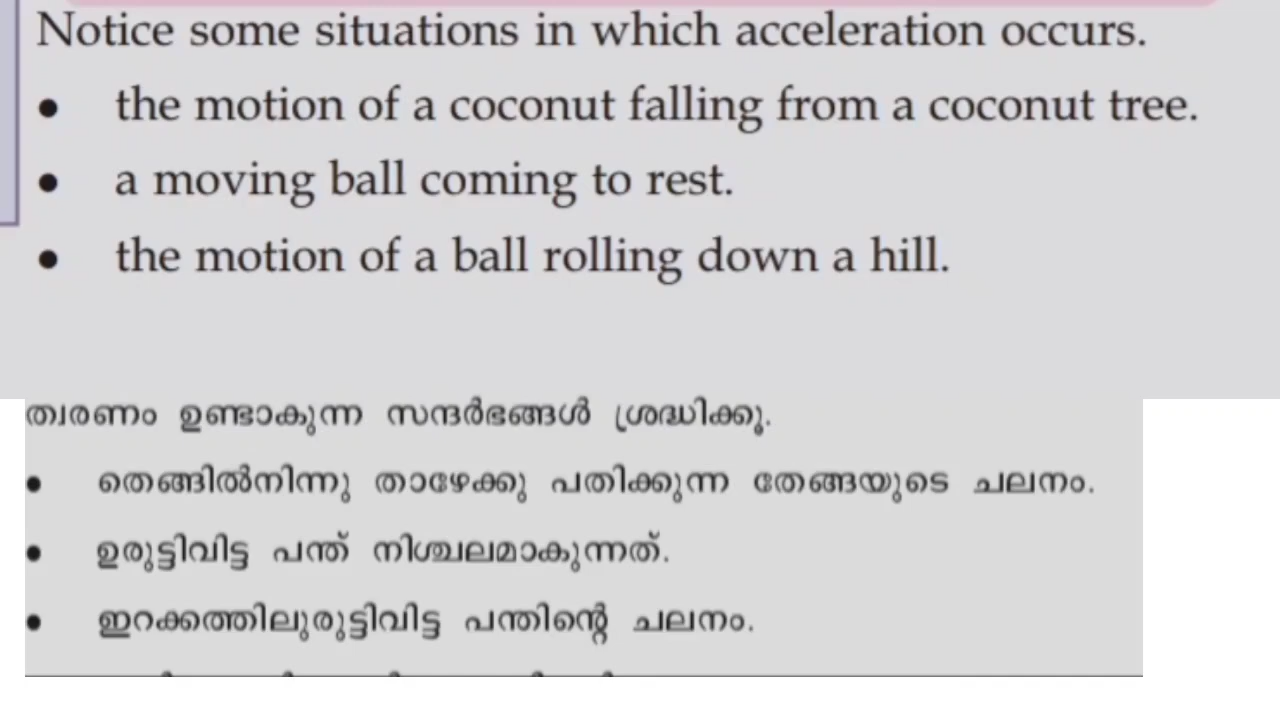 Notice some situations in which acceleration occurs.
● the motion of a coconut falling from a coconut tree.
● a moving ball coming to rest.
● the motion of a ball rolling down a hill.
ത്വരണം ഉണ്ടാകുന്ന സന്ദർഭങ്ങൾ ശ്രദ്ധിക്കൂ.
● തെങ്ങിൽനിന്നു താഴേക്കു പതിക്കുന്ന തേങ്ങയുടെ ചലനം.
● ഉരുട്ടിവിട്ട പന്ത് നിശ്ചലമാകുന്നത്.
● ഇറക്കത്തിലുരുട്ടിവിട്ട പന്തിന്റെ ചലനം.